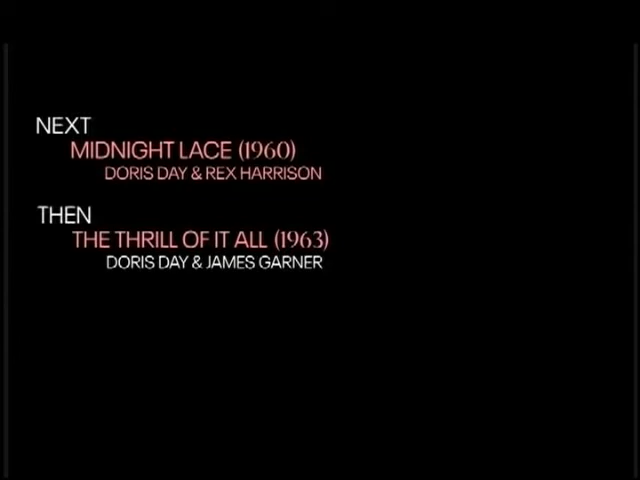 NEXT
MIDNIGHT LACE (1960)
DORIS DAY & REX HARRISON
THEN
THE THRILL OF IT ALL (1963)
DORIS DAY & JAMES GARNER